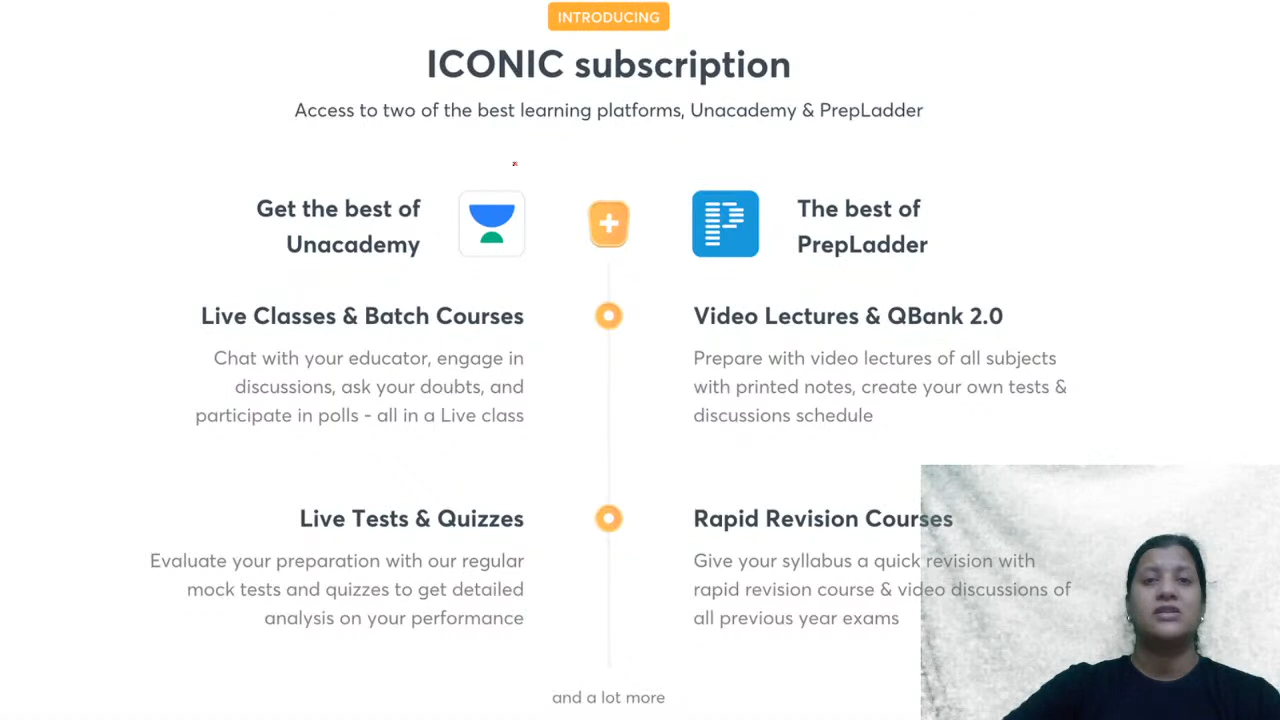 INTRODUCING
ICONIC subscription
Access to two of the best learning platforms, Unacademy & PrepLadder
Get the best of
Unacademy
The best of
PrepLadder
Live Classes & Batch Courses
Chat with your educator, engage in
discussions, ask your doubts, and
participate in polls - all in a Live class
Video Lectures & QBank 2.0
Prepare with video lectures of all subjects
with printed notes, create your own tests &
discussions schedule
Live Tests & Quizzes
Evaluate your preparation with our regular
mock tests and quizzes to get detailed
analysis on your performance
Rapid Revision Courses
Give your syllabus a quick revision with
rapid revision course & video discussions of
all previous year exams
and a lot more